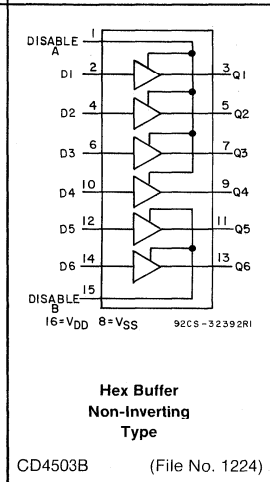 1
DISABLE
A
D1 2 3 Q1
D2 4 5 Q2
D3 6 7 Q3
D4 10 9 Q4
D5 12 11 Q5
D6 14 13 Q6
15
DISABLE
B
16=VDD 8=VSS 92CS-32392R1
Hex Buffer
Non-Inverting
Type
CD4503B (File No. 1224)